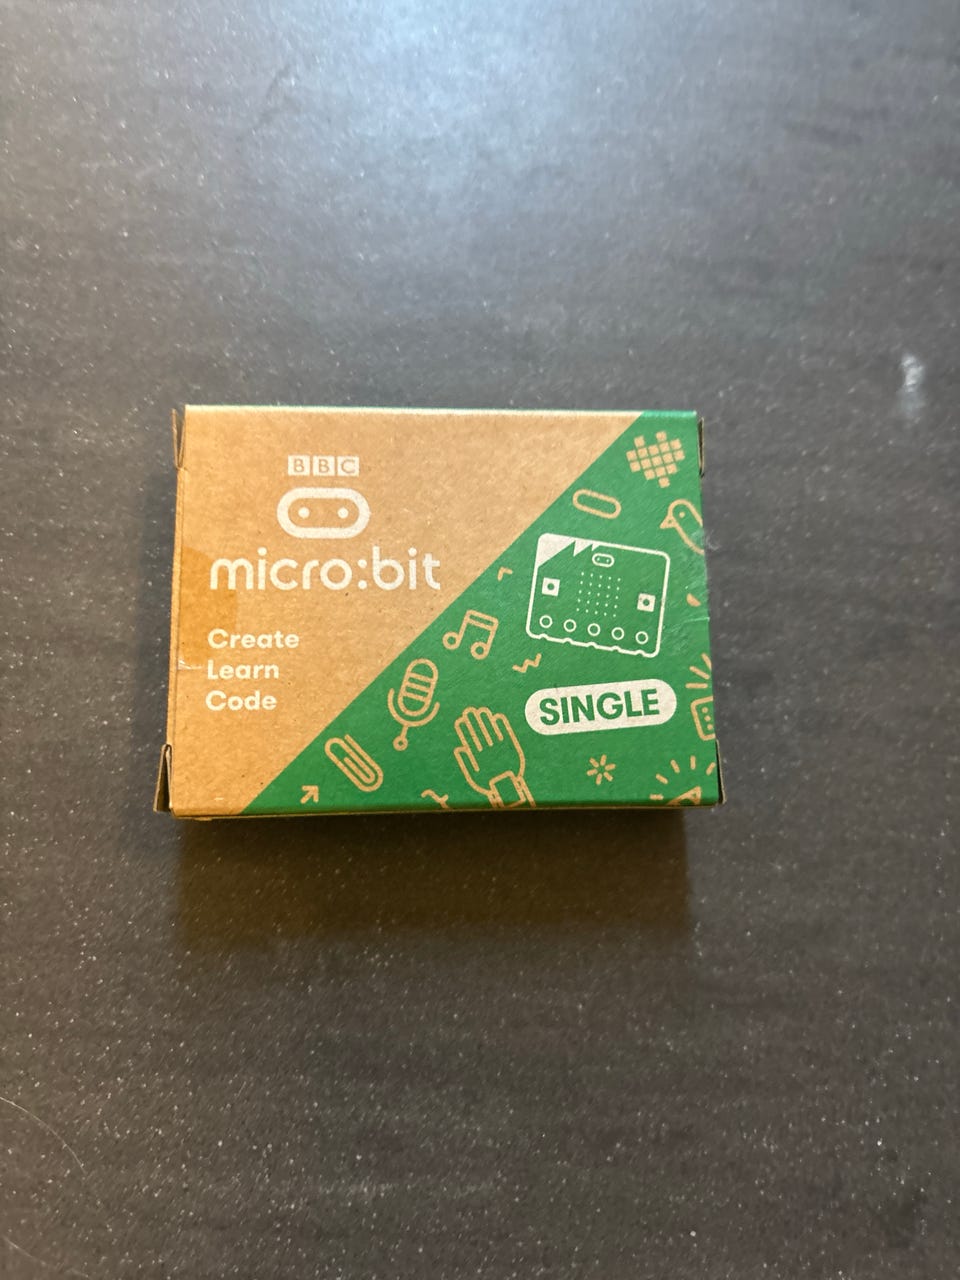 BBC
micro:bit
Create
Learn
Code
SINGLE